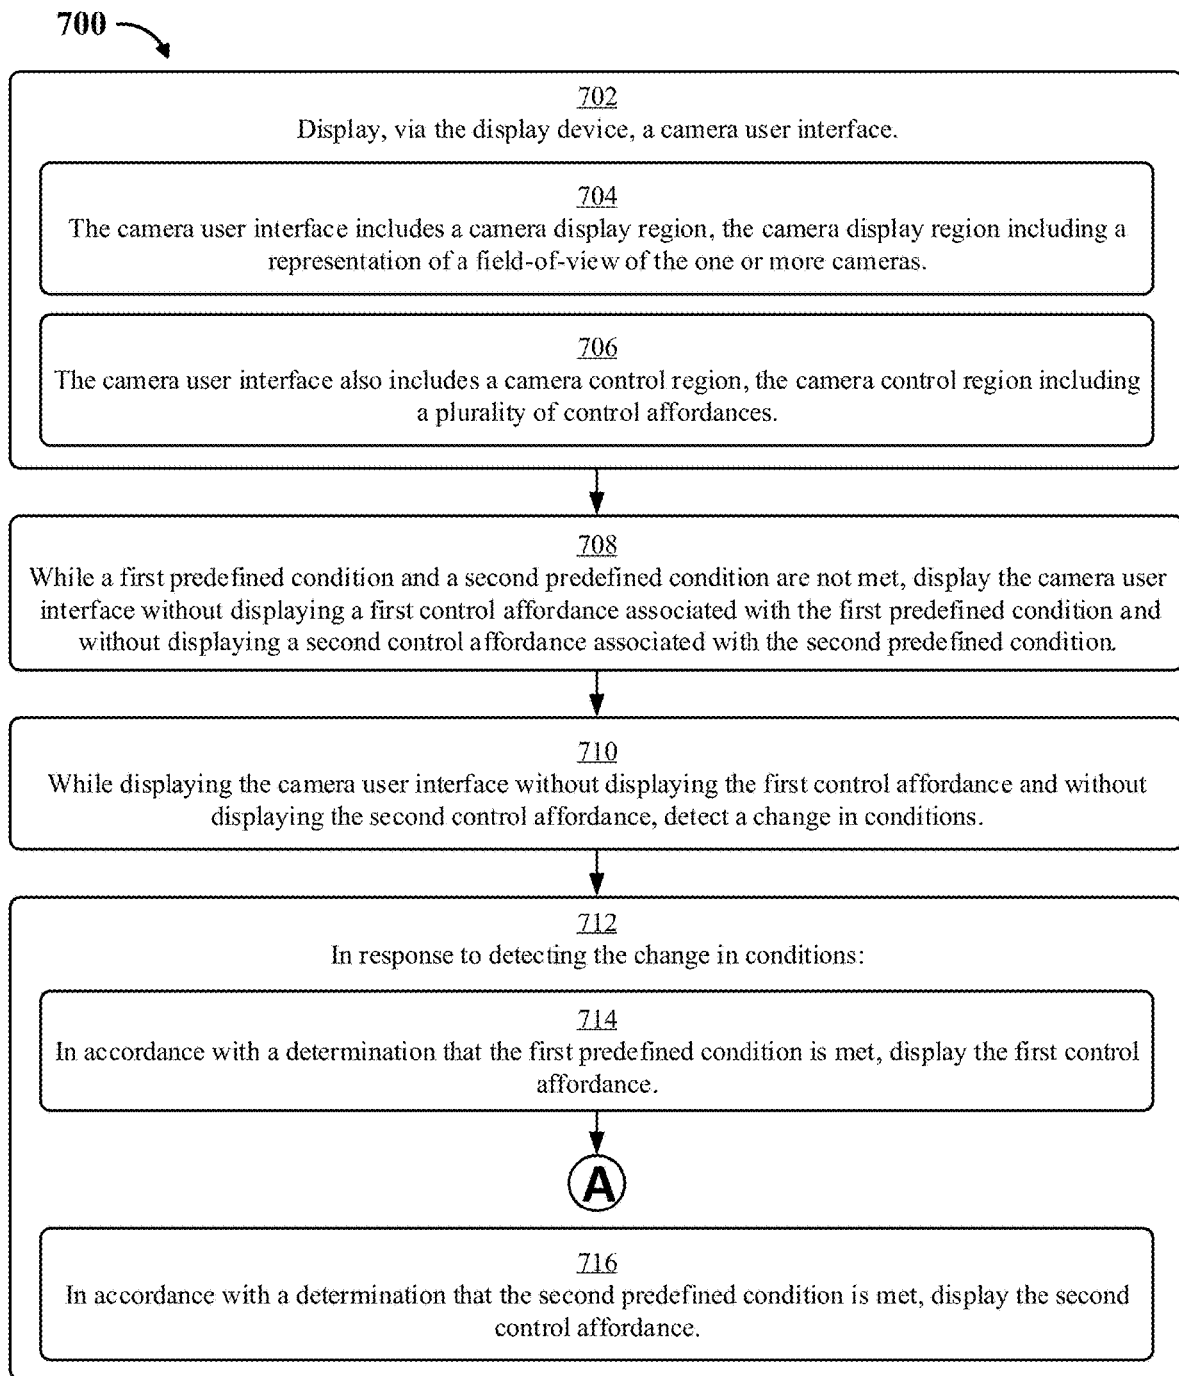 700
702
Display, via the display device, a camera user interface.
704
The camera user interface includes a camera display region, the camera display region including a
representation of a field-of-view of the one or more cameras.
706
The camera user interface also includes a camera control region, the camera control region including
a plurality of control affordances.
708
While a first predefined condition and a second predefined condition are not met, display the camera user
interface without displaying a first control affordance associated with the first predefined condition and
without displaying a second control affordance associated with the second predefined condition.
710
While displaying the camera user interface without displaying the first control affordance and without
displaying the second control affordance, detect a change in conditions.
712
In response to detecting the change in conditions:
714
In accordance with a determination that the first predefined condition is met, display the first control
affordance.
A
716
In accordance with a determination that the second predefined condition is met, display the second
control affordance.